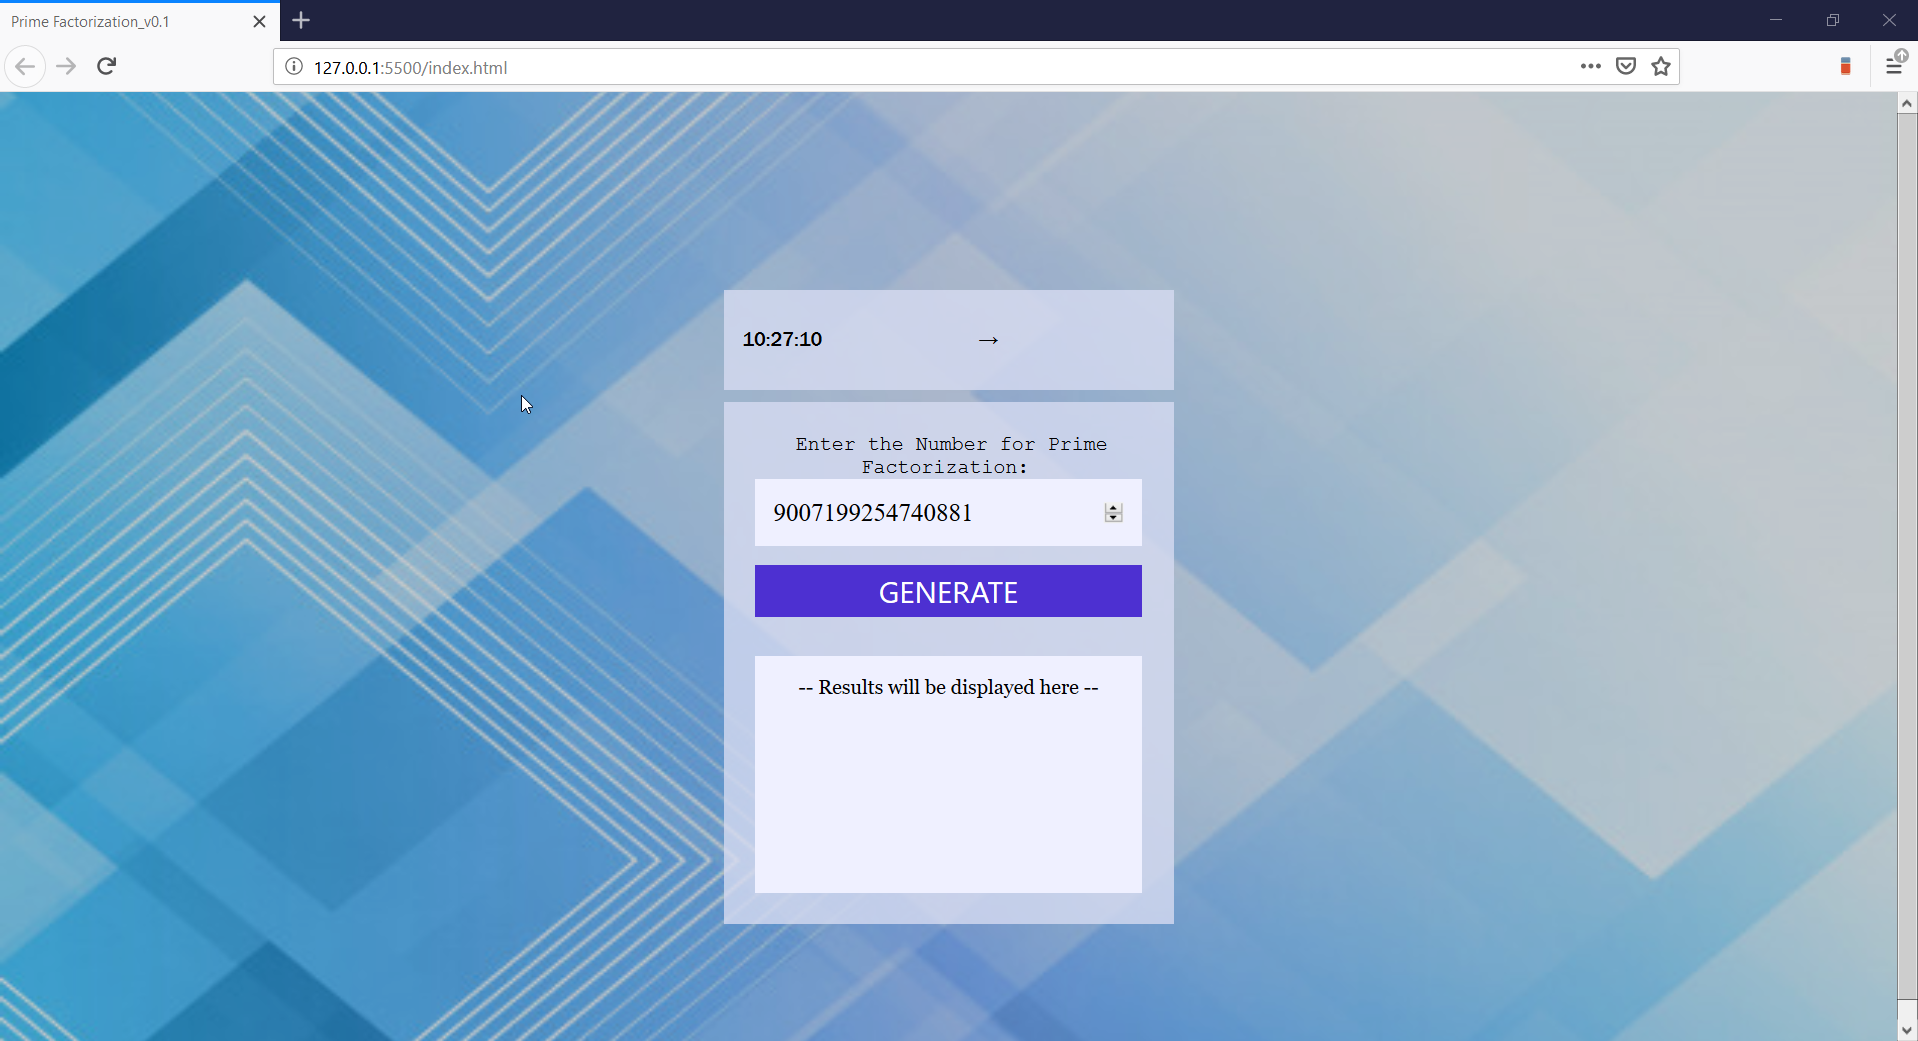 Prime Factorization_v0.1
127.0.0.1:5500/index.html
10:27:10 →
Enter the Number for Prime
Factorization:
9007199254740881
GENERATE
-- Results will be displayed here --